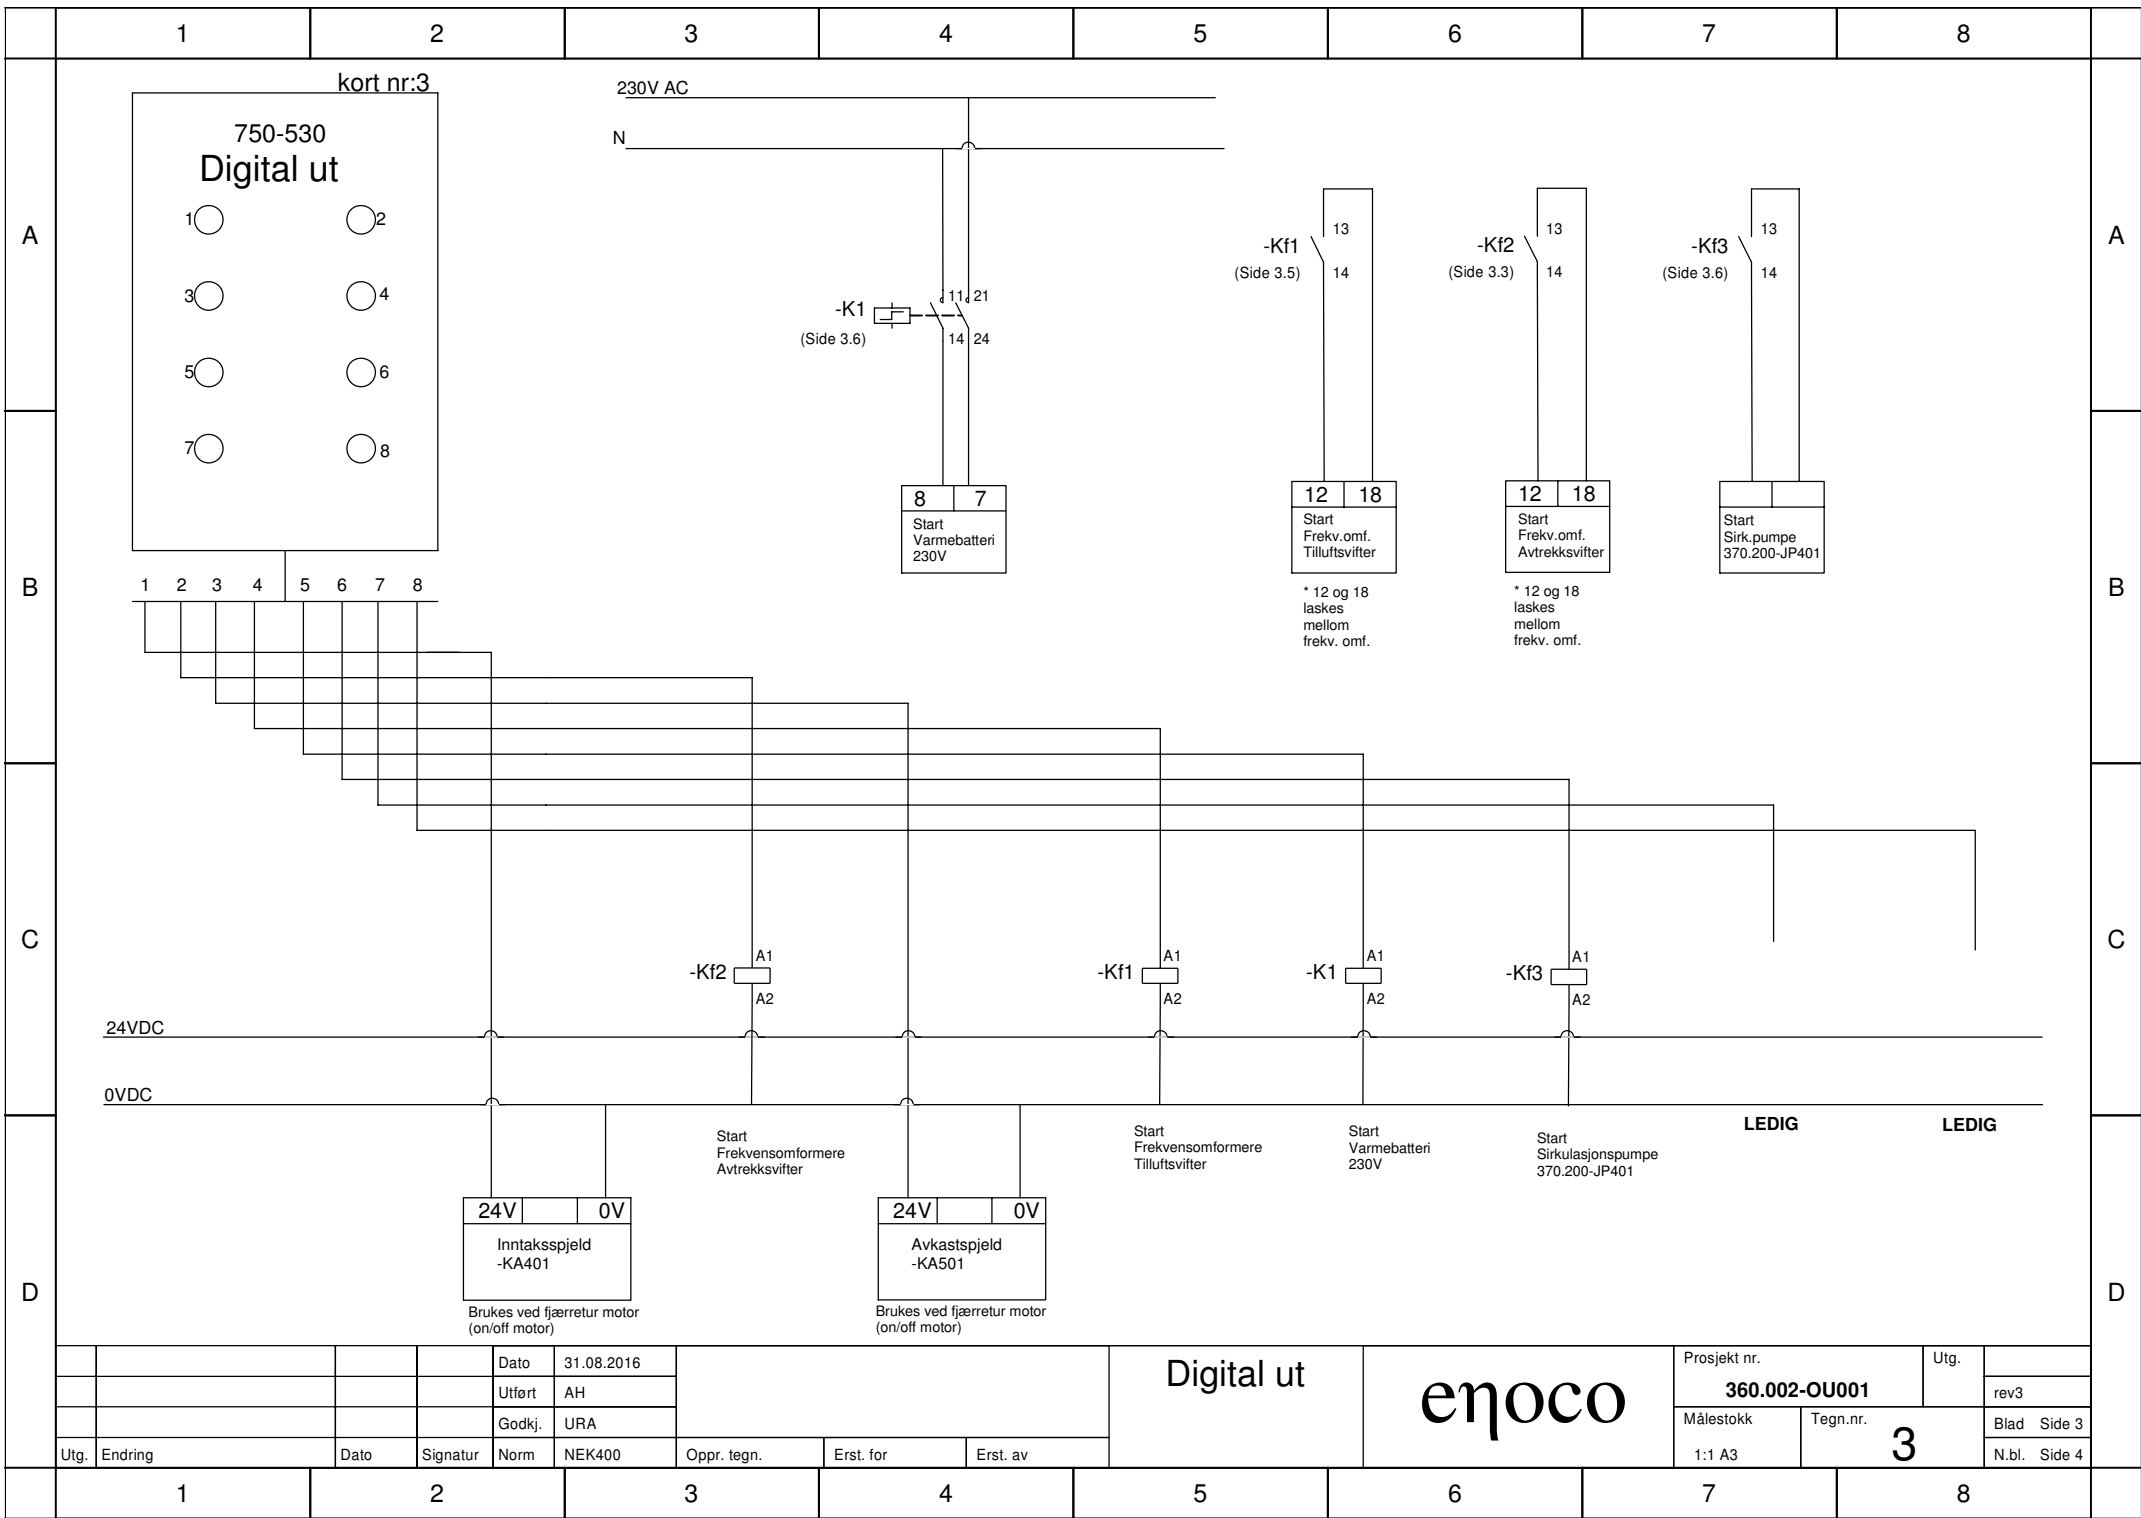 1 2 3 4 5 6 7 8
A
B
C
D
A
B
C
D
kort nr:3
750-530
Digital ut
1 2
3 4
5 6
7 8
1 2 3 4 5 6 7 8
230V AC
N
-K1
(Side 3.6)
11 21
14 24
8 7
Start
Varmebatteri
230V
-Kf1
(Side 3.5)
13
14
12 18
Start
Frekv.omf.
Tilluftsvifter
* 12 og 18
laskes
mellom
frekv. omf.
-Kf2
(Side 3.3)
13
14
12 18
Start
Frekv.omf.
Avtrekksvifter
* 12 og 18
laskes
mellom
frekv. omf.
-Kf3
(Side 3.6)
13
14
Start
Sirk.pumpe
370.200-JP401
-Kf2
A1
A2
-Kf1
A1
A2
-K1
A1
A2
-Kf3
A1
A2
24VDC
0VDC
Start
Frekvensomformere
Avtrekksvifter
Start
Frekvensomformere
Tilluftsvifter
Start
Varmebatteri
230V
Start
Sirkulasjonspumpe
370.200-JP401
LEDIG
LEDIG
24V 0V
Inntaksspjeld
-KA401
Brukes ved fjærretur motor
(on/off motor)
24V 0V
Avkastspjeld
-KA501
Brukes ved fjærretur motor
(on/off motor)
Dato 31.08.2016
Utført AH
Godkj. URA
Utg. Endring Dato Signatur Norm NEK400 Oppr. tegn. Erst. for Erst. av
Digital ut
enoco
Prosjekt nr.
360.002-OU001
Utg.
rev3
Målestokk
1:1 A3
Tegn.nr.
3
Blad Side 3
N.bl. Side 4
1 2 3 4 5 6 7 8